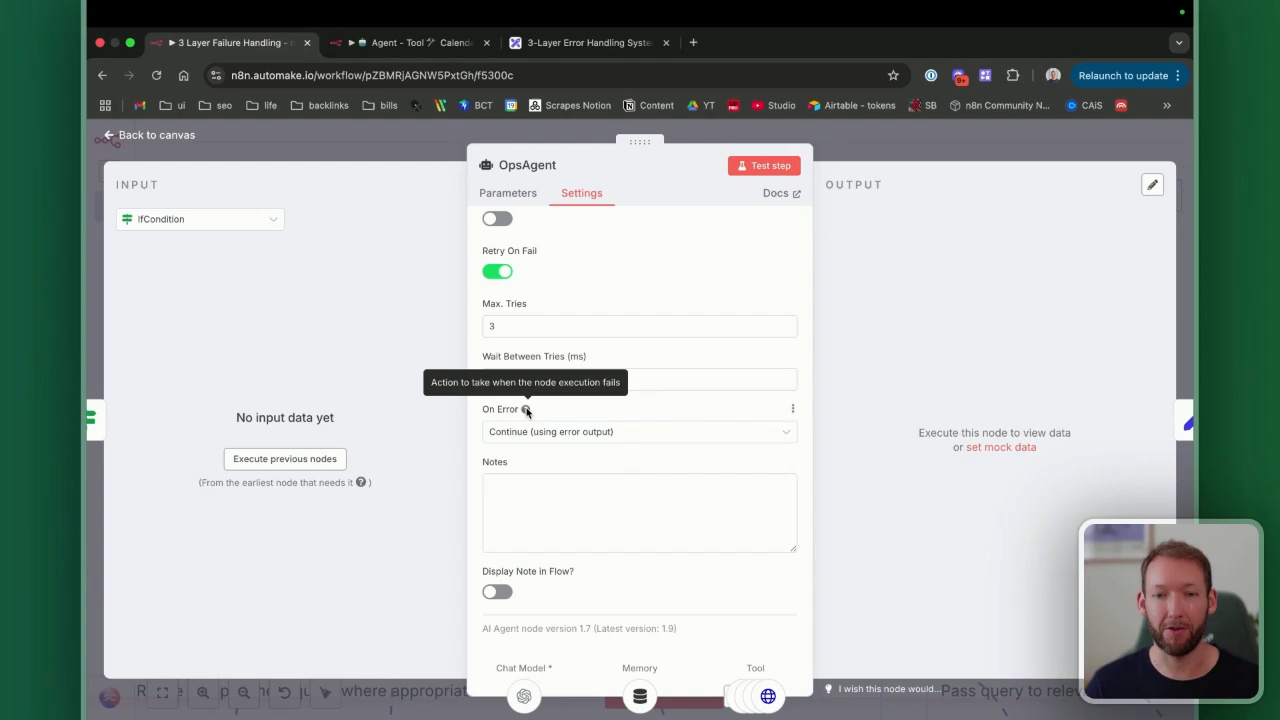 3 Layer Failure Handling - n
Agent - Tool 🛠 Calenda
3-Layer Error Handling Syste
n8n.automake.io/workflow/pZBMRjAGNW5PxtGh/f5300c
9+
Relaunch to update
ui
seo
life
backlinks
bills
BCT
Scrapes Notion
Content
YT
Studio
Airtable - tokens
SB
n8n Community N...
CAiS
Back to canvas
OpsAgent
Test step
INPUT
Parameters
Settings
Docs
OUTPUT
IfCondition
Retry On Fail
Max. Tries
3
Wait Between Tries (ms)
Action to take when the node execution fails
On Error
Continue (using error output)
No input data yet
Execute previous nodes
(From the earliest node that needs it ? )
Execute this node to view data
or set mock data
Notes
Display Note in Flow?
AI Agent node version 1.7 (Latest version: 1.9)
Chat Model *
Memory
Tool
where appropria
I wish this node would...
Pass query to relev